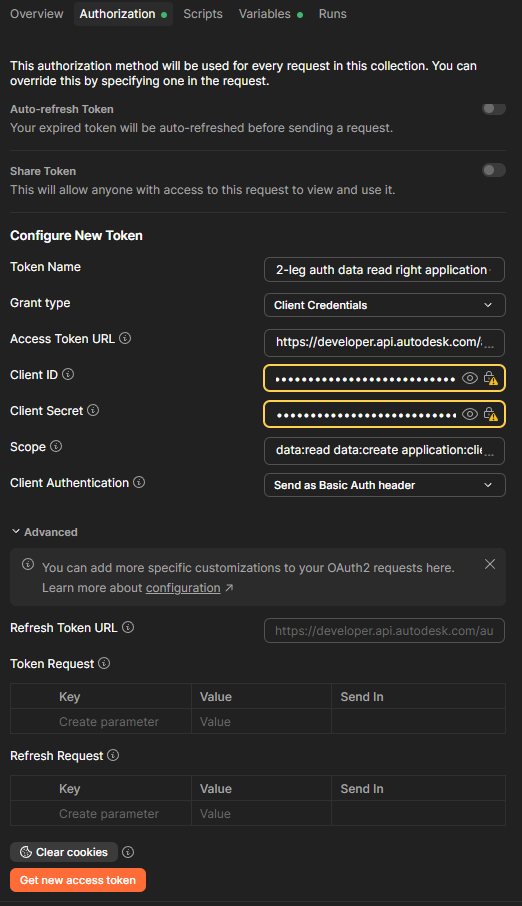 Overview Authorization Scripts Variables Runs
This authorization method will be used for every request in this collection. You can
override this by specifying one in the request.
Auto-refresh Token
Your expired token will be auto-refreshed before sending a request.
Share Token
This will allow anyone with access to this request to view and use it.
Configure New Token
Token Name 2-leg auth data read right application
Grant type Client Credentials
Access Token URL https://developer.api.autodesk.com/a...
Client ID
Client Secret
Scope data:read data:create application:clie...
Client Authentication Send as Basic Auth header
Advanced
You can add more specific customizations to your OAuth2 requests here.
Learn more about configuration ↗
Refresh Token URL https://developer.api.autodesk.com/au
Token Request
Key Value Send In
Create parameter Value
Refresh Request
Key Value Send In
Create parameter Value
Clear cookies
Get new access token